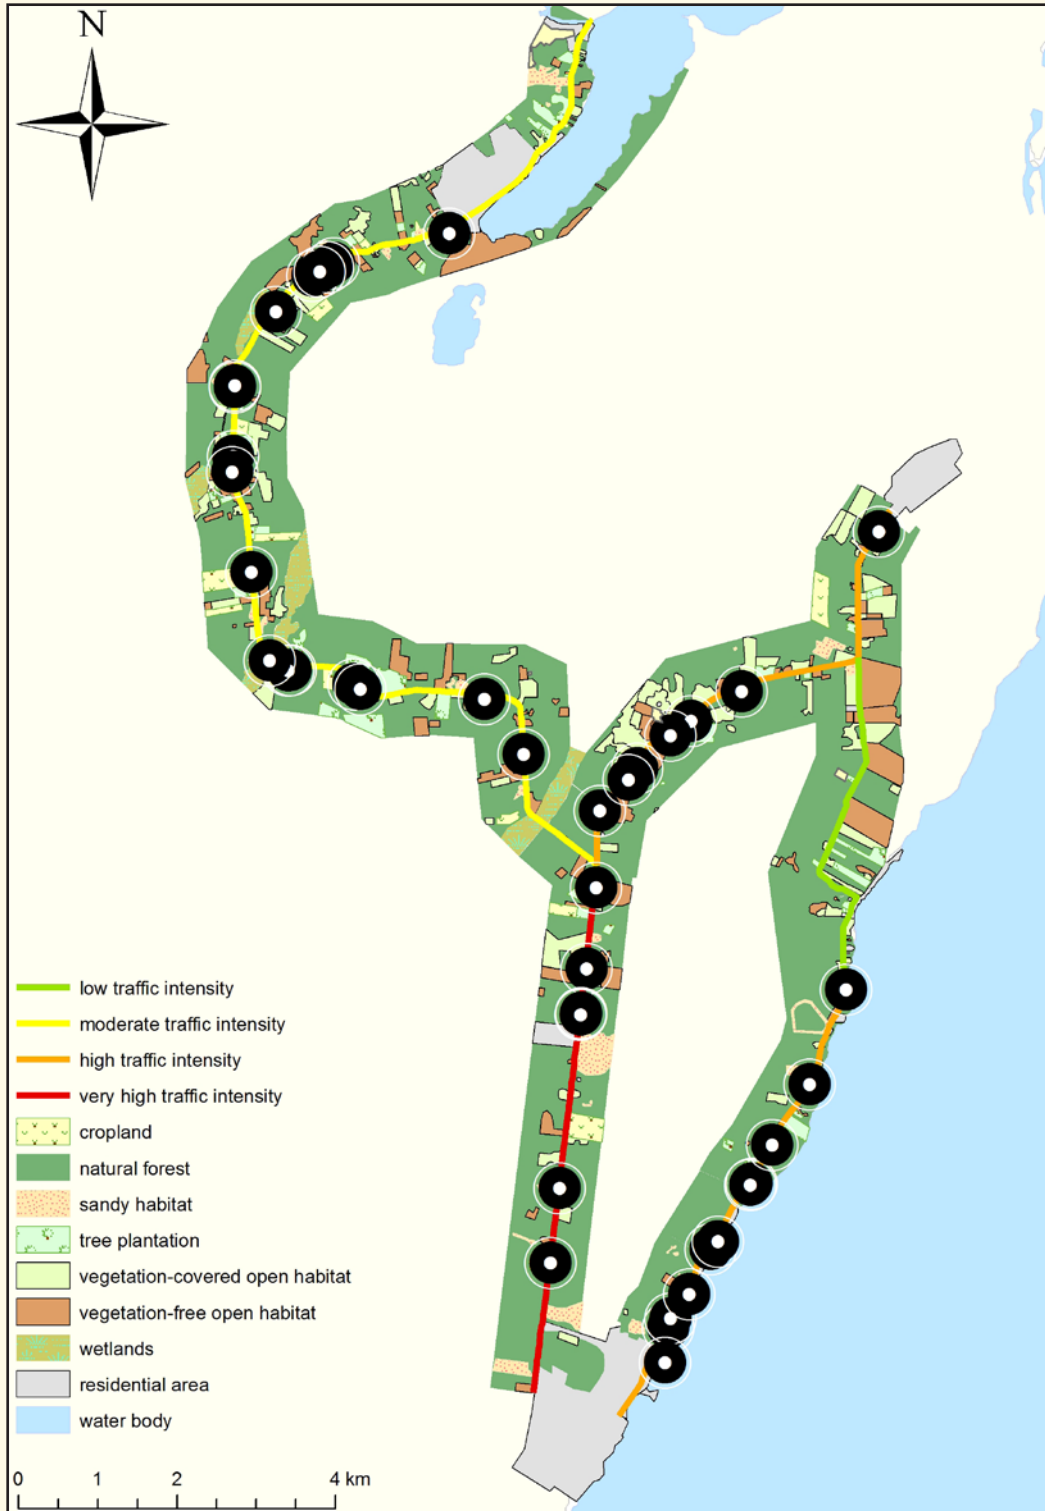 N
low traffic intensity
moderate traffic intensity
high traffic intensity
very high traffic intensity
cropland
natural forest
sandy habitat
tree plantation
vegetation-covered open habitat
vegetation-free open habitat
wetlands
residential area
water body
0 1 2 4 km